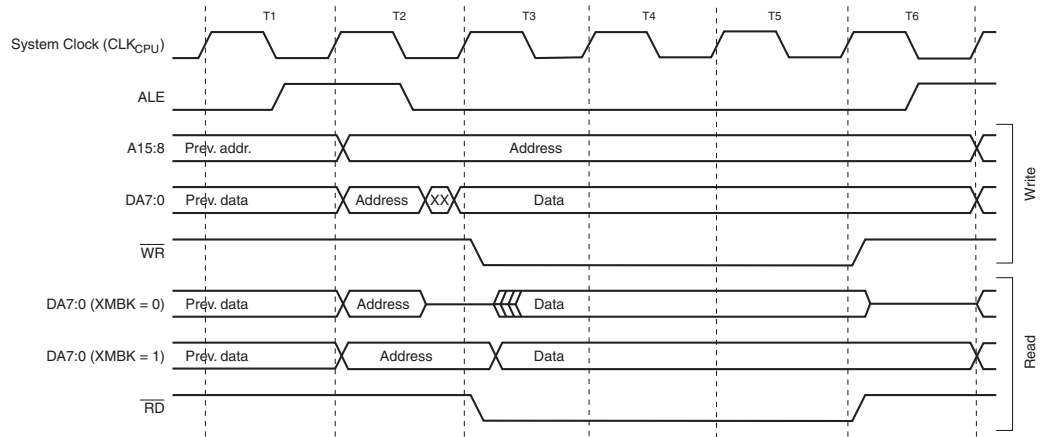 T1 T2 T3 T4 T5 T6
System Clock (CLKCPU)
ALE
A15:8 Prev. addr. Address
DA7:0 Prev. data Address XX Data
WR
DA7:0 (XMBK = 0) Prev. data Address Data
DA7:0 (XMBK = 1) Prev. data Address Data
RD
Write
Read